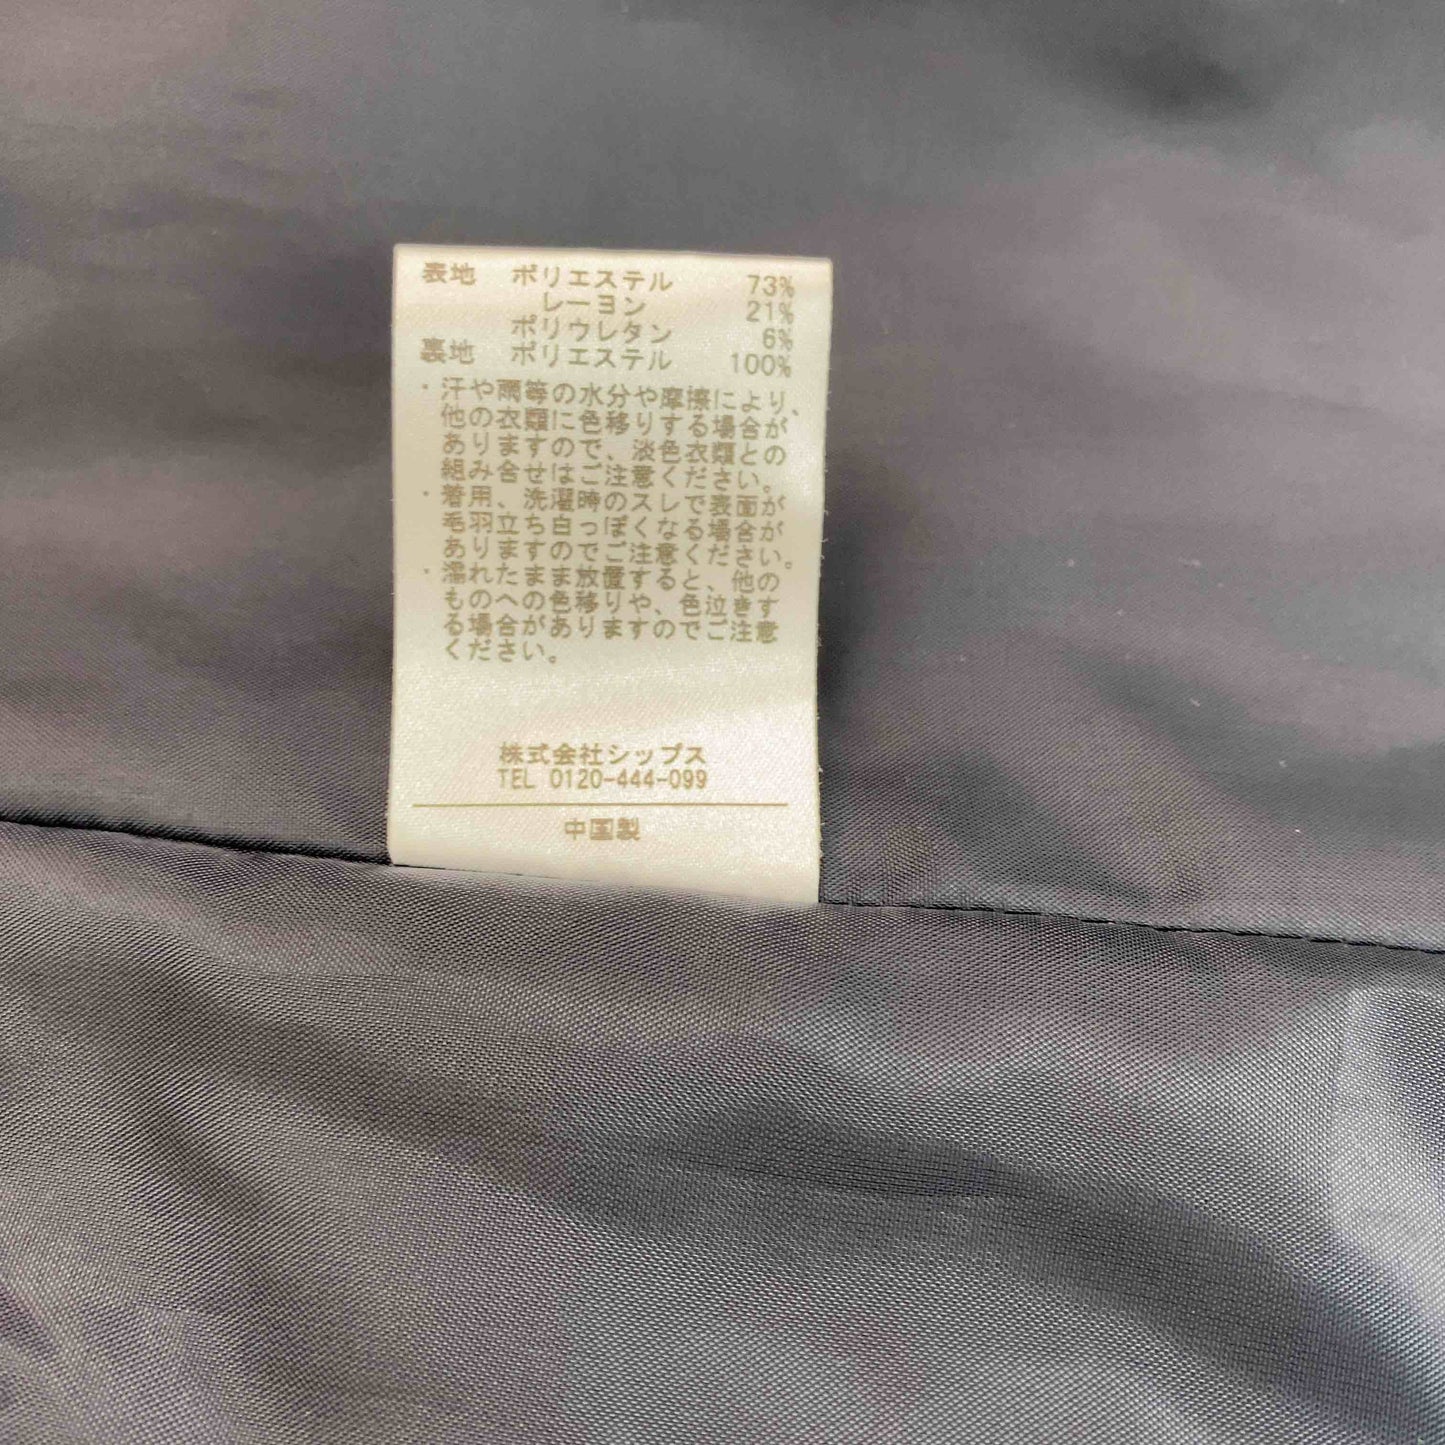 表地 ポリエステル 73%
レーヨン 21%
ポリウレタン 6%
裏地 ポリエステル 100%
・汗や雨等の水分や摩擦により、
他の衣類に色移りする場合が
ありますので、淡色衣類との
組み合せはご注意ください。
・着用、洗濯時のスレで表面が
毛羽立ち白っぽくなる場合が
ありますのでご注意ください。
・濡れたまま放置すると、他の
ものへの色移りや、色泣きす
る場合がありますのでご注意
ください。
株式会社シップス
TEL 0120-444-099
中国製